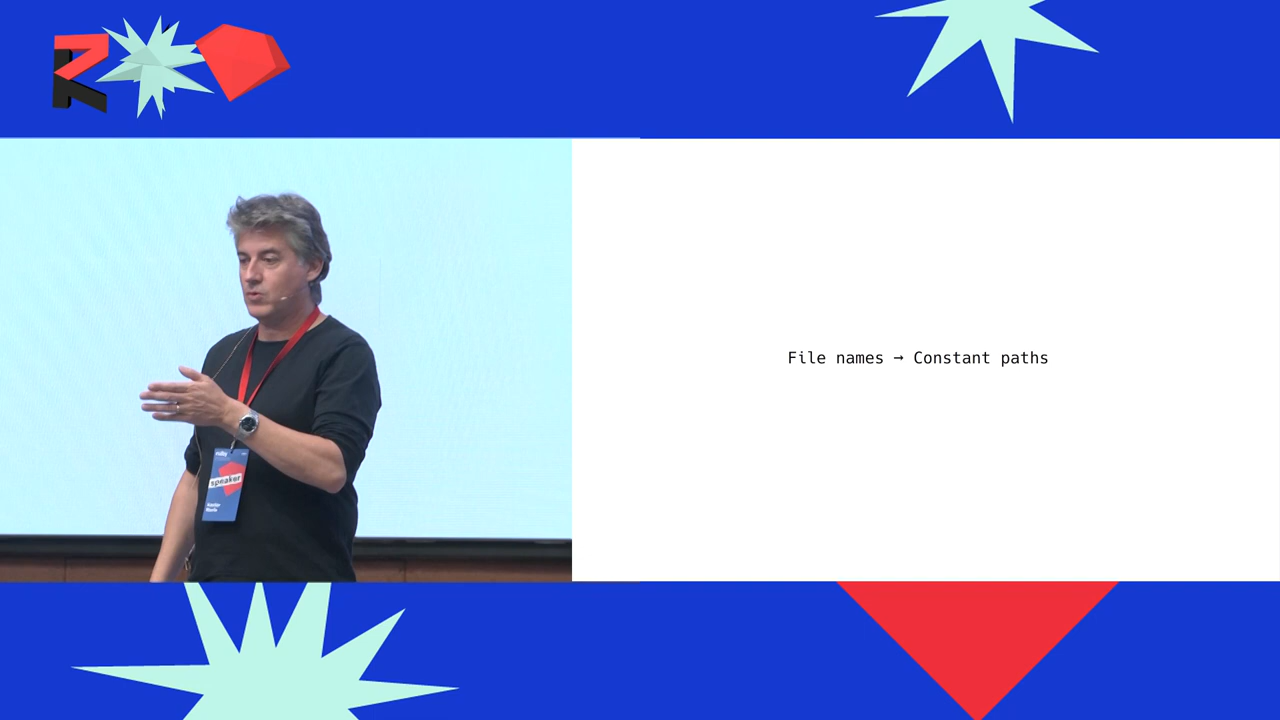 File names → Constant paths
speaker